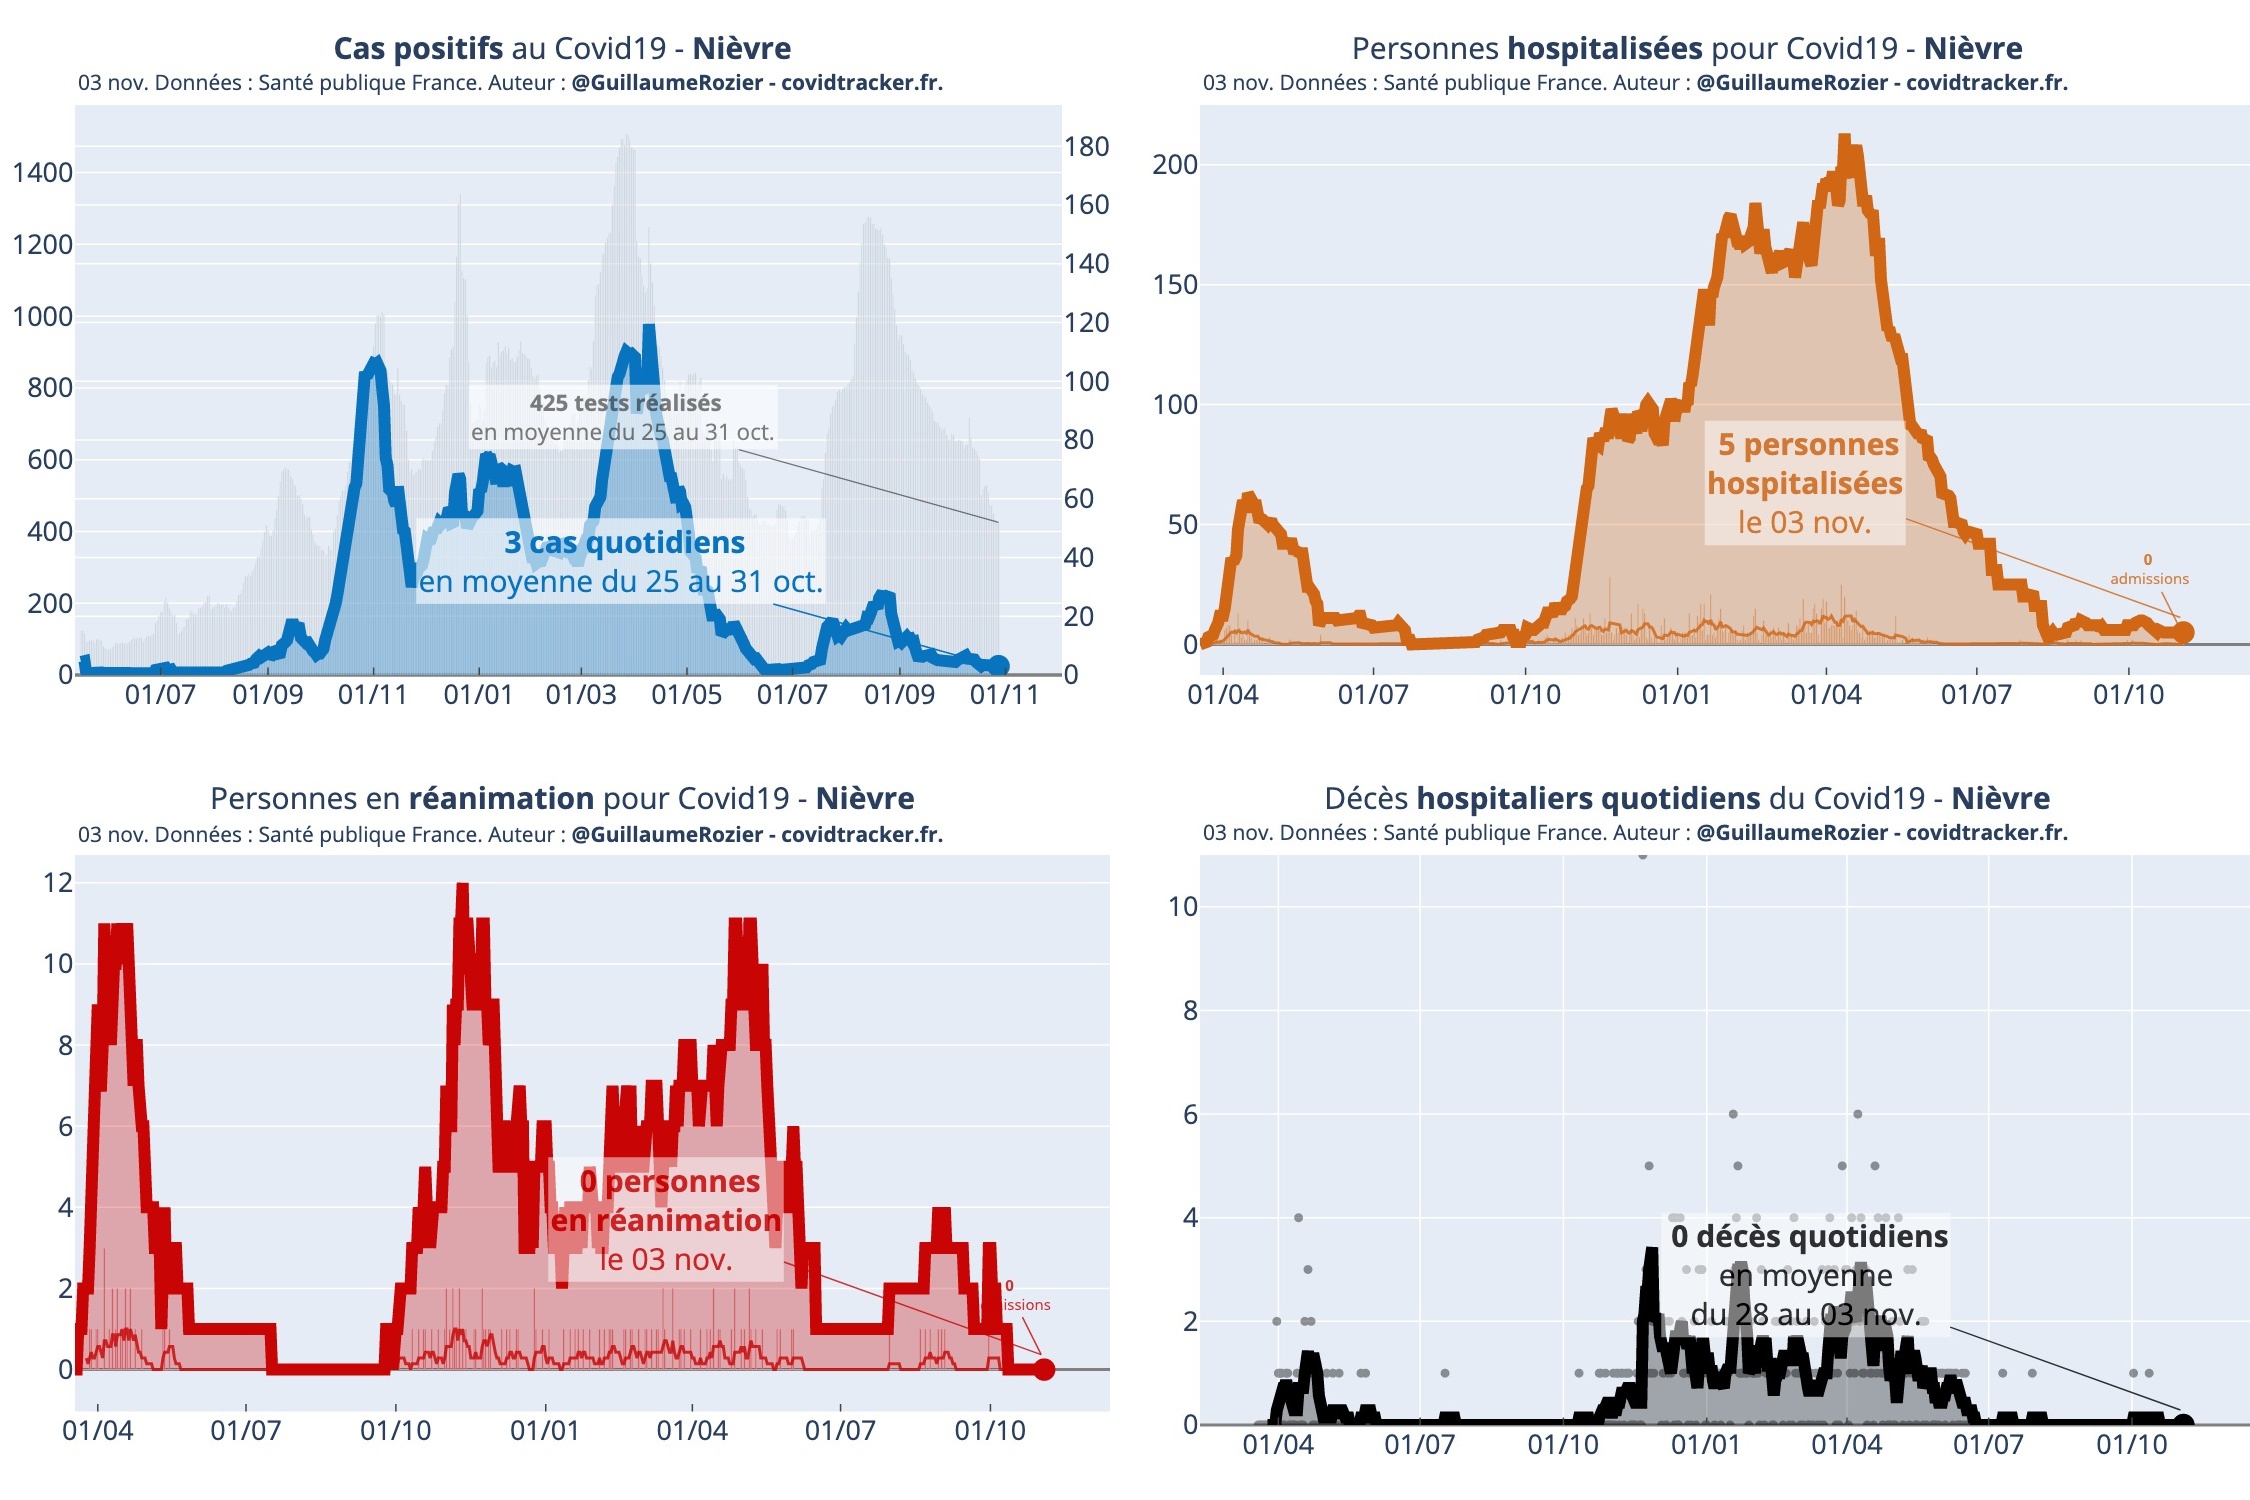 Cas positifs au Covid19 - Nièvre
03 nov. Données : Santé publique France. Auteur : @GuillaumeRozier - covidtracker.fr.
1400
1200
1000
800
600
400
200
0
180
160
140
120
100
80
60
40
20
0
425 tests réalisés
en moyenne du 25 au 31 oct.
3 cas quotidiens
en moyenne du 25 au 31 oct.
01/07 01/09 01/11 01/01 01/03 01/05 01/07 01/09 01/11
Personnes hospitalisées pour Covid19 - Nièvre
03 nov. Données : Santé publique France. Auteur : @GuillaumeRozier - covidtracker.fr.
200
150
100
50
0
5 personnes
hospitalisées
le 03 nov.
0
admissions
01/04 01/07 01/10 01/01 01/04 01/07 01/10
Personnes en réanimation pour Covid19 - Nièvre
03 nov. Données : Santé publique France. Auteur : @GuillaumeRozier - covidtracker.fr.
12
10
8
6
4
2
0
0 personnes
en réanimation
le 03 nov.
0
01/04 01/07 01/10 01/01 01/04 01/07 01/10
Décès hospitaliers quotidiens du Covid19 - Nièvre
03 nov. Données : Santé publique France. Auteur : @GuillaumeRozier - covidtracker.fr.
10
8
6
4
2
0
0 décès quotidiens
en moyenne
du 28 au 03 nov.
01/04 01/07 01/10 01/01 01/04 01/07 01/10